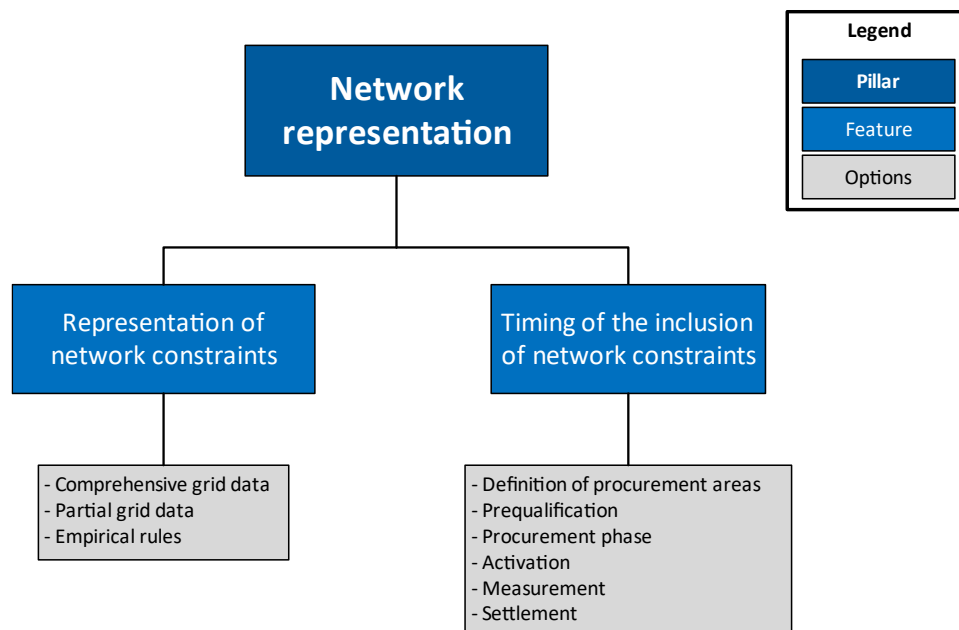 Network
representation
Legend
Pillar
Feature
Options
Representation of
network constraints
Timing of the inclusion
of network constraints
- Comprehensive grid data
- Partial grid data
- Empirical rules
- Definition of procurement areas
- Prequalification
- Procurement phase
- Activation
- Measurement
- Settlement